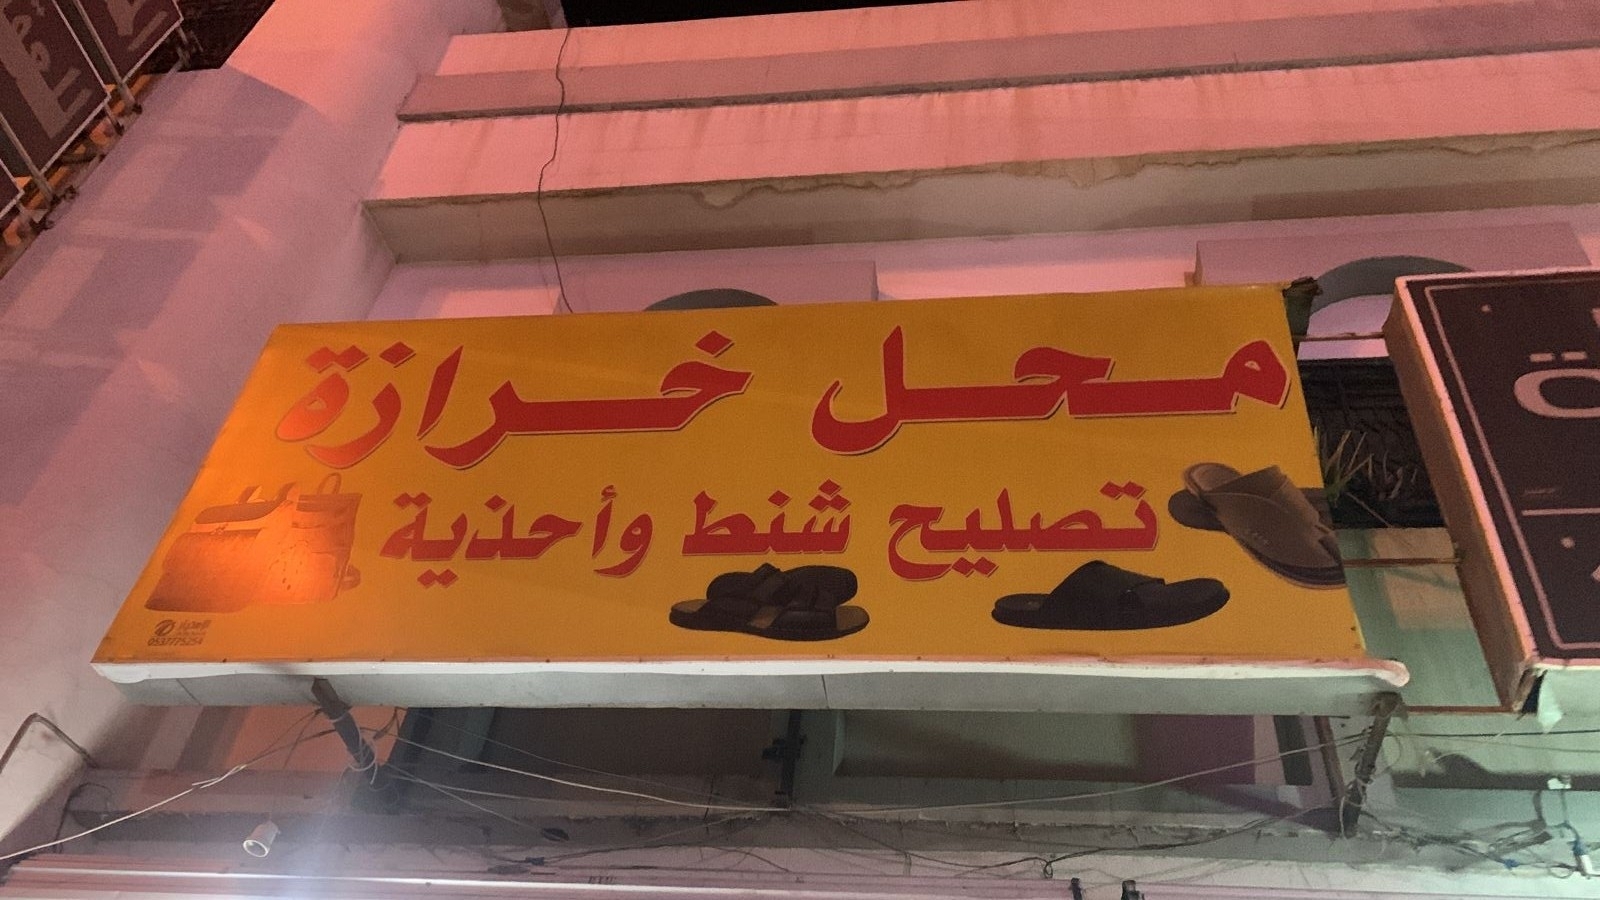 محل خرازة
تصليح شنط وأحذية